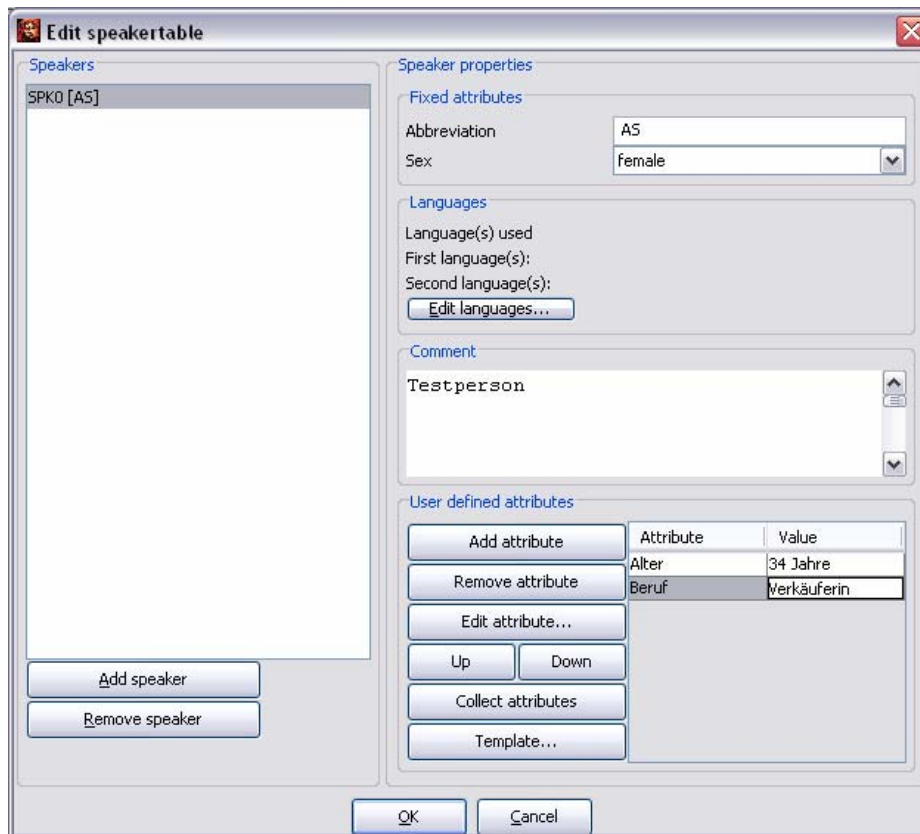 Edit speakertable
Speakers
SPK0 [AS]
Add speaker
Remove speaker
Speaker properties
Fixed attributes
Abbreviation AS
Sex female
Languages
Language(s) used
First language(s):
Second language(s):
Edit languages...
Comment
Testperson
User defined attributes
Add attribute
Remove attribute
Edit attribute...
Up Down
Collect attributes
Template...
Attribute Value
Alter 34 Jahre
Beruf Verkäuferin
OK Cancel